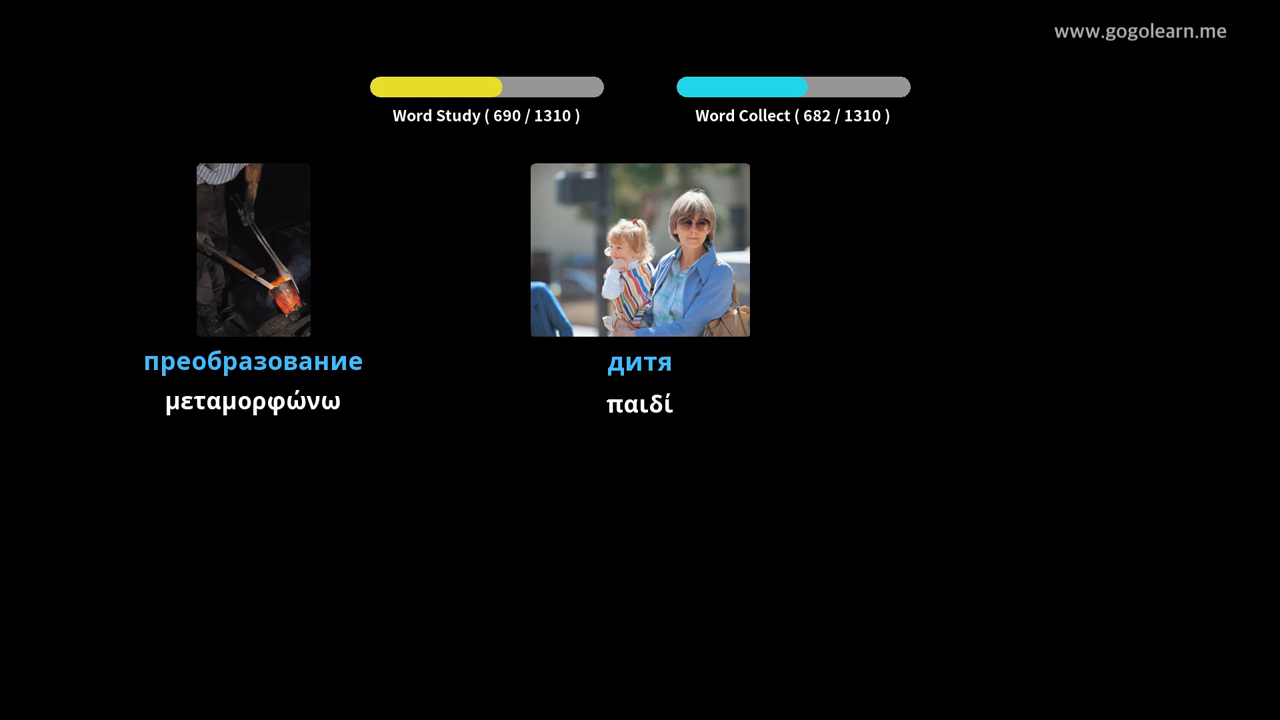 www.gogolearn.me
Word Study ( 690 / 1310 )
Word Collect ( 682 / 1310 )
преобразование
μεταμορφώνω
дитя
παιδί